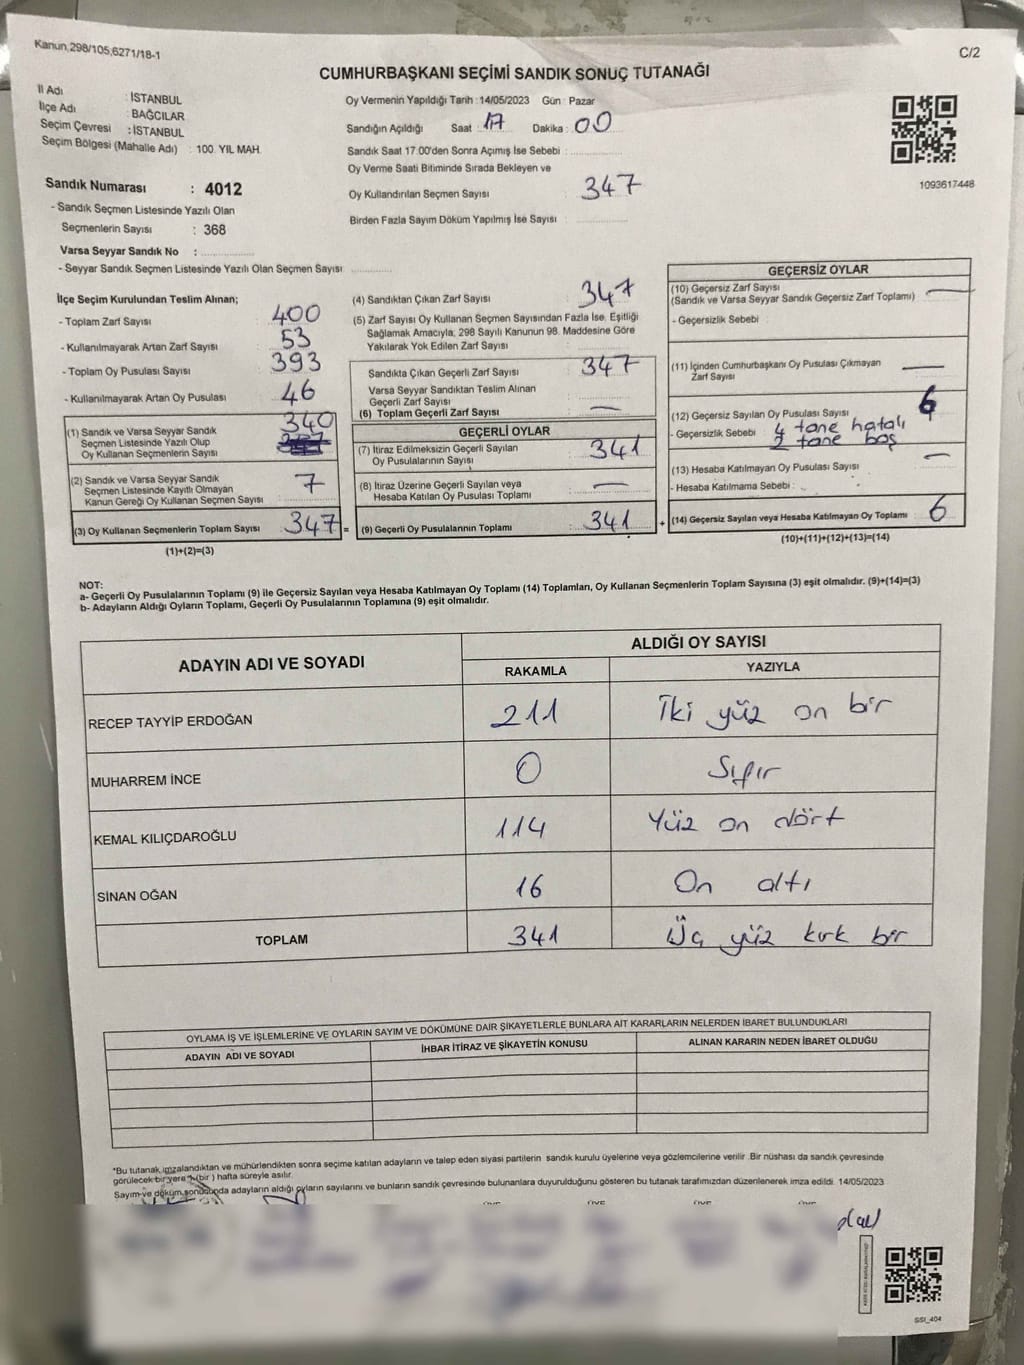 Kanun,298/105,6271/18-1
C/2
CUMHURBAŞKANI SEÇİMİ SANDIK SONUÇ TUTANAĞI
İl Adı : İSTANBUL
İlçe Adı : BAĞCILAR
Seçim Çevresi : İSTANBUL
Seçim Bölgesi (Mahalle Adı) : 100. YIL MAH.
Sandık Numarası : 4012
- Sandık Seçmen Listesinde Yazılı Olan
Seçmenlerin Sayısı : 368
Varsa Seyyar Sandık No :
- Seyyar Sandık Seçmen Listesinde Yazılı Olan Seçmen Sayısı
Oy Vermenin Yapıldığı Tarih :14/05/2023 Gün : Pazar
Sandığın Açıldığı Saat : 17 Dakika : 00
Sandık Saat 17:00'den Sonra Açımış İse Sebebi :
Oy Verme Saati Bitiminde Sırada Bekleyen ve
Oy Kullandırılan Seçmen Sayısı : 347
Birden Fazla Sayım Döküm Yapılmış İse Sayısı
1093617448
İlçe Seçim Kurulundan Teslim Alınan;
- Toplam Zarf Sayısı 400
- Kullanılmayarak Artan Zarf Sayısı 53
- Toplam Oy Pusulası Sayısı 393
- Kullanılmayarak Artan Oy Pusulası 46
(1) Sandık ve Varsa Seyyar Sandık 340
Seçmen Listesinde Yazılı Olup
Oy Kullanan Seçmenlerin Sayısı
(2) Sandık ve Varsa Seyyar Sandık
Seçmen Listesinde Kayıtlı Olmayan 7
Kanun Gereği Oy Kullanan Seçmen Sayısı
(3) Oy Kullanan Seçmenlerin Toplam Sayısı 347 =
(1)+(2)=(3)
(4) Sandıktan Çıkan Zarf Sayısı : 347
(5) Zarf Sayısı Oy Kullanan Seçmen Sayısından Fazla İse, Eşitliği
Sağlamak Amacıyla, 298 Sayılı Kanunun 98. Maddesine Göre
Yakılarak Yok Edilen Zarf Sayısı :
Sandıkta Çıkan Geçerli Zarf Sayısı : 347
Varsa Seyyar Sandıktan Teslim Alınan
Geçerli Zarf Sayısı
(6) Toplam Geçerli Zarf Sayısı : —
GEÇERLİ OYLAR
(7) İtiraz Edilmeksizin Geçerli Sayılan
Oy Pusulalarının Sayısı : 341
(8) İtiraz Üzerine Geçerli Sayılan veya
Hesaba Katılan Oy Pusulası Toplamı : —
(9) Geçerli Oy Pusulalarının Toplamı : 341 +
GEÇERSİZ OYLAR
(10) Geçersiz Zarf Sayısı
(Sandık ve Varsa Seyyar Sandık Geçersiz Zarf Toplamı) —
- Geçersizlik Sebebi :
(11) İçinden Cumhurbaşkanı Oy Pusulası Çıkmayan
Zarf Sayısı —
(12) Geçersiz Sayılan Oy Pusulası Sayısı 6
- Geçersizlik Sebebi : 4 tane hatalı
2 tane boş
(13) Hesaba Katılmayan Oy Pusulası Sayısı —
- Hesaba Katılmama Sebebi :
(14) Geçersiz Sayılan veya Hesaba Katılmayan Oy Toplamı : 6
(10)+(11)+(12)+(13)=(14)
NOT:
a- Geçerli Oy Pusulalarının Toplamı (9) ile Geçersiz Sayılan veya Hesaba Katılmayan Oy Toplamı (14) Toplamları, Oy Kullanan Seçmenlerin Toplam Sayısına (3) eşit olmalıdır. (9)+(14)=(3)
b- Adayların Aldığı Oyların Toplamı, Geçerli Oy Pusulalarının Toplamına (9) eşit olmalıdır.
ADAYIN ADI VE SOYADI
ALDIĞI OY SAYISI
RAKAMLA YAZIYLA
RECEP TAYYİP ERDOĞAN 211 İki yüz on bir
MUHARREM İNCE 0 Sıfır
KEMAL KILIÇDAROĞLU 114 Yüz on dört
SİNAN OĞAN 16 On altı
TOPLAM 341 Üç yüz kırk bir
OYLAMA İŞ VE İŞLEMLERİNE VE OYLARIN SAYIM VE DÖKÜMÜNE DAİR ŞİKAYETLERLE BUNLARA AİT KARARLARIN NELERDEN İBARET BULUNDUKLARI
ADAYIN ADI VE SOYADI İHBAR İTİRAZ VE ŞİKAYETİN KONUSU ALINAN KARARIN NEDEN İBARET OLDUĞU
*Bu tutanak,imzalandıktan ve mühürlendikten sonra seçime katılan adayların ve talep eden siyasi partilerin sandık kurulu üyelerine veya gözlemcilerine verilir .Bir nüshası da sandık çevresinde
görülecek bir yere 1 (bir ) hafta süreyle asılır.
Sayım ve döküm sonucunda adayların aldığı oyların sayılarını ve bunların sandık çevresinde bulunanlara duyurulduğunu gösteren bu tutanak tarafımızdan düzenlenerek imza edildi. 14/05/2023
ÜYE ÜYE ÜYE ÜYE
SSI_404